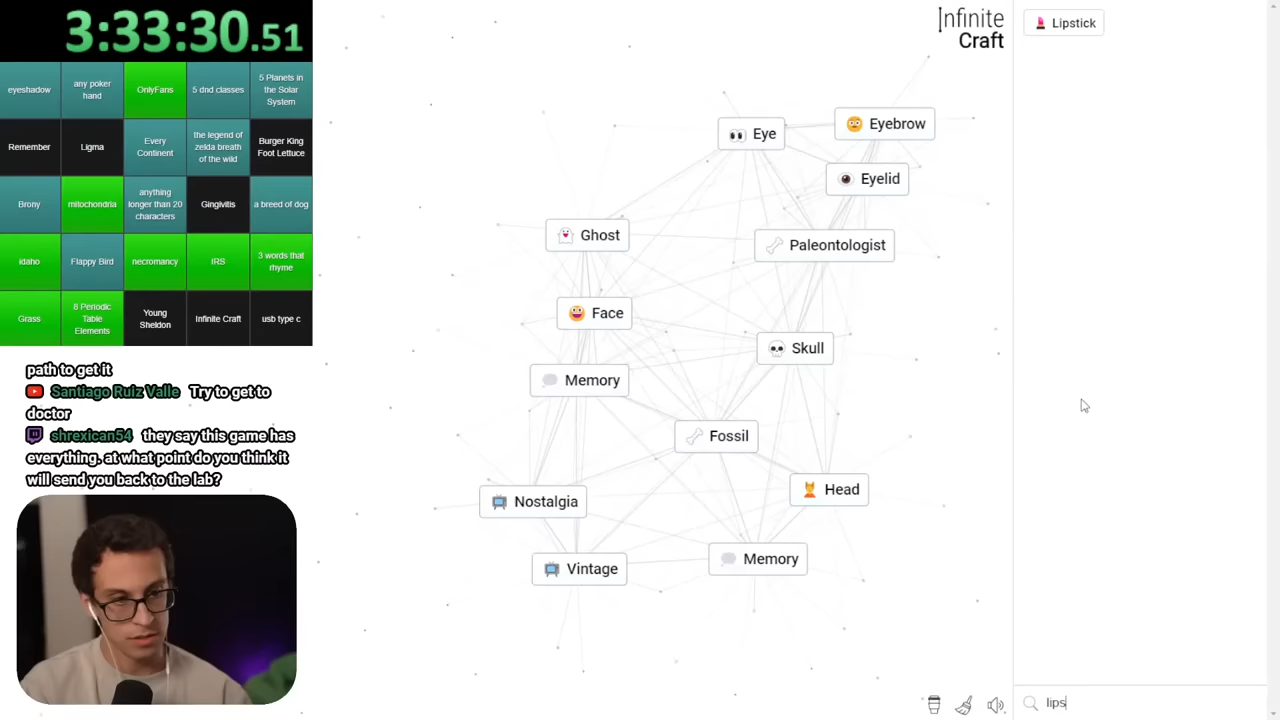 3:33:30.51
eyeshadow
any poker
hand
OnlyFans
5 dnd classes
5 Planets in
the Solar
System
Remember
Ligma
Every
Continent
the legend of
zelda breath
of the wild
Burger King
Foot Lettuce
Brony
mitochondria
anything
longer than 20
characters
Gingivitis
a breed of dog
idaho
Flappy Bird
necromancy
IRS
3 words that
rhyme
Grass
8 Periodic
Table
Elements
Young
Sheldon
Infinite Craft
usb type c
path to get it
Santiago Ruiz Valle Try to get to
doctor
shrexican54 they say this game has
everything. at what point do you think it
will send you back to the lab?
Infinite
Craft
Eye
Eyebrow
Eyelid
Ghost
Paleontologist
Face
Skull
Memory
Fossil
Head
Nostalgia
Vintage
Memory
Lipstick
lips